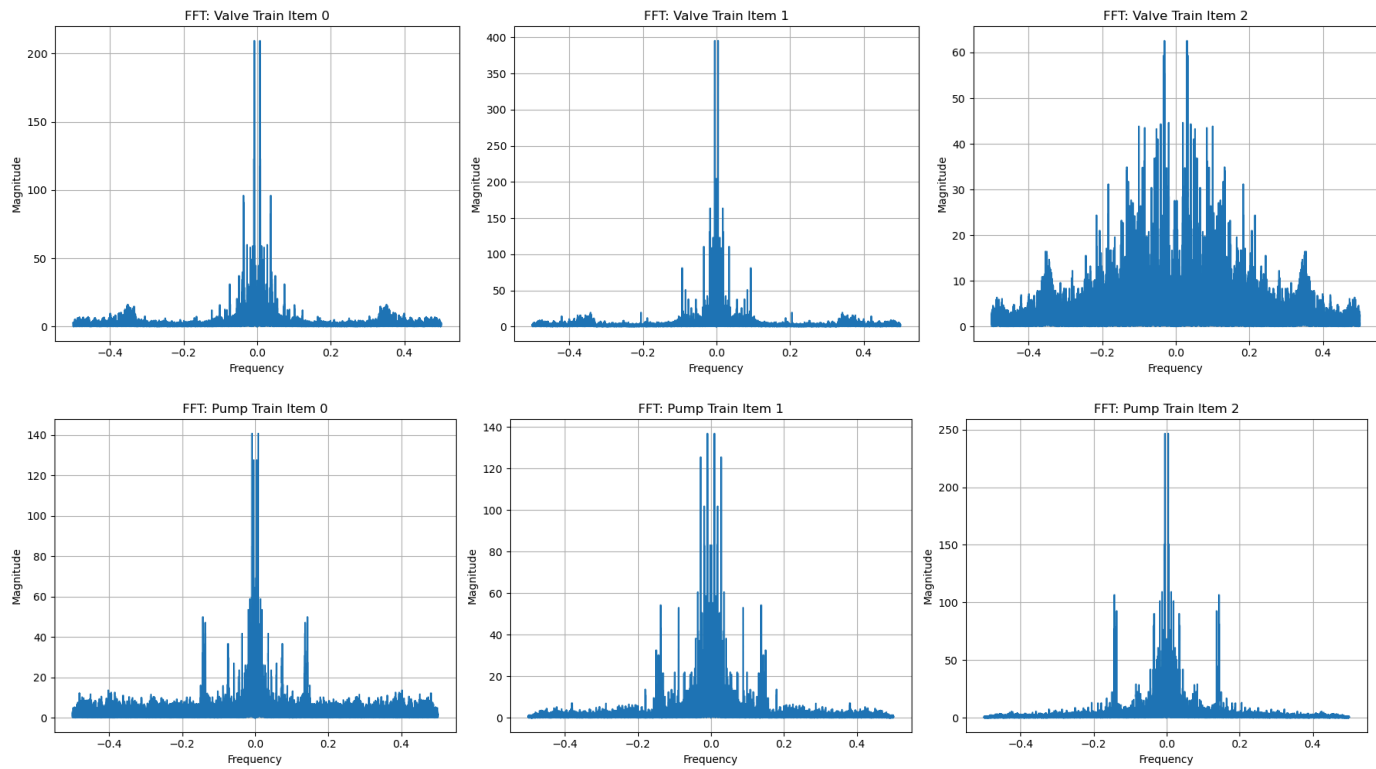 FFT: Valve Train Item 0
200
150
100
50
0
Magnitude
−0.4 −0.2 0.0 0.2 0.4
Frequency
FFT: Valve Train Item 1
400
350
300
250
200
150
100
50
0
Magnitude
−0.4 −0.2 0.0 0.2 0.4
Frequency
FFT: Valve Train Item 2
60
50
40
30
20
10
0
Magnitude
−0.4 −0.2 0.0 0.2 0.4
Frequency
FFT: Pump Train Item 0
140
120
100
80
60
40
20
0
Magnitude
−0.4 −0.2 0.0 0.2 0.4
Frequency
FFT: Pump Train Item 1
140
120
100
80
60
40
20
0
Magnitude
−0.4 −0.2 0.0 0.2 0.4
Frequency
FFT: Pump Train Item 2
250
200
150
100
50
0
Magnitude
−0.4 −0.2 0.0 0.2 0.4
Frequency